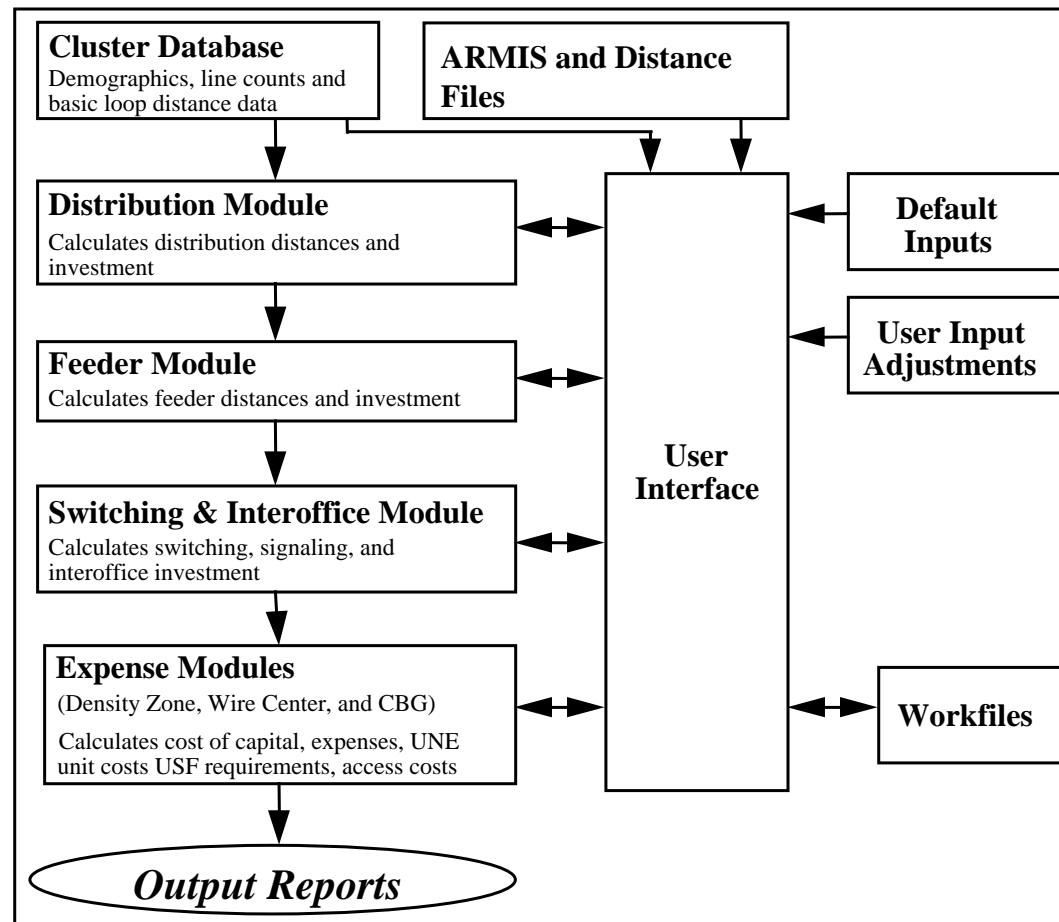 Cluster Database
Demographics, line counts and
basic loop distance data
ARMIS and Distance
Files
Distribution Module
Calculates distribution distances and
investment
Default
Inputs
User Input
Adjustments
Feeder Module
Calculates feeder distances and investment
User
Interface
Switching & Interoffice Module
Calculates switching, signaling, and
interoffice investment
Expense Modules
(Density Zone, Wire Center, and CBG)
Calculates cost of capital, expenses, UNE
unit costs USF requirements, access costs
Workfiles
Output Reports